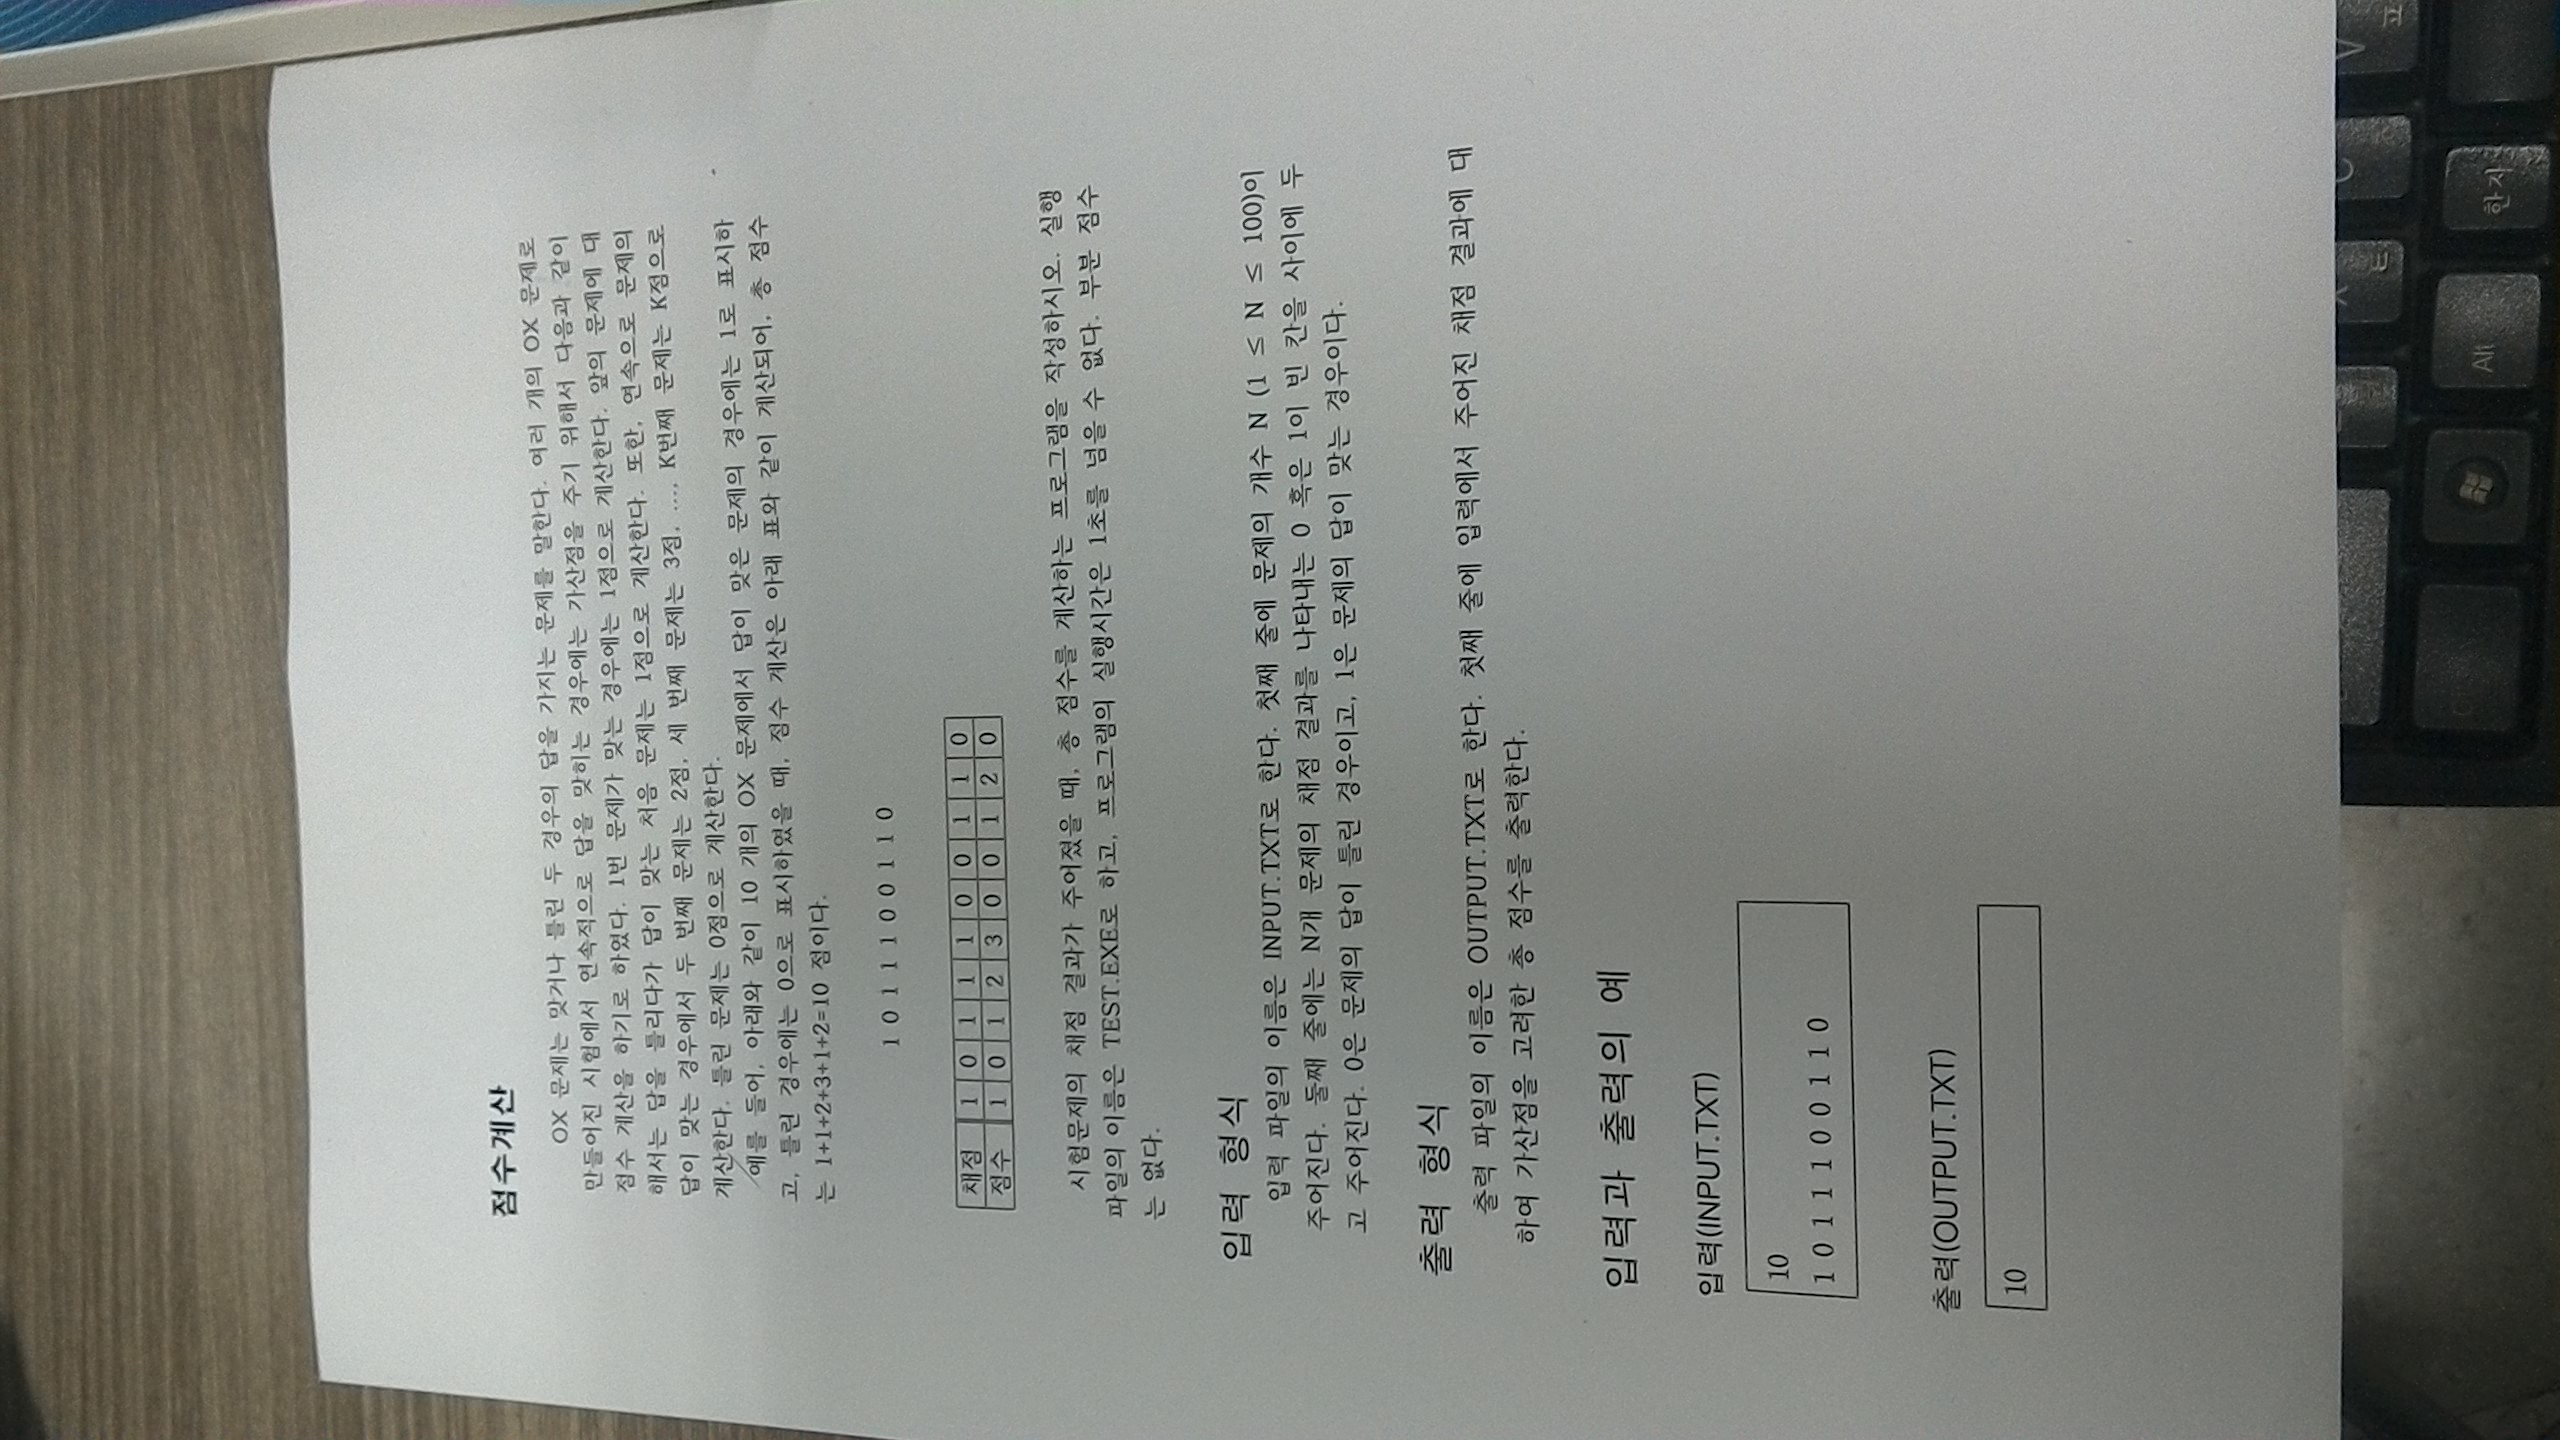 점수계산
OX 문제는 맞거나 틀린 두 경우의 답을 가지는 문제를 말한다. 여러 개의 OX 문제로
만들어진 시험에서 연속적으로 답을 맞히는 경우에는 가산점을 주기 위해서 다음과 같이
점수 계산을 하기로 하였다. 1번 문제가 맞는 경우에는 1점으로 계산한다. 앞의 문제에 대
해서는 답을 틀리다가 답이 맞는 처음 문제는 1점으로 계산한다. 또한, 연속으로 문제의
답이 맞는 경우에서 두 번째 문제는 2점, 세 번째 문제는 3점, ..., K번째 문제는 K점으로
계산한다. 틀린 문제는 0점으로 계산한다.
예를 들어, 아래와 같이 10 개의 OX 문제에서 답이 맞은 문제의 경우에는 1로 표시하
고, 틀린 경우에는 0으로 표시하였을 때, 점수 계산은 아래 표와 같이 계산되어, 총 점수
는 1+1+2+3+1+2=10 점이다.
1 0 1 1 1 0 0 1 1 0
채점 1 0 1 1 1 0 0 1 1 0
점수 1 0 1 2 3 0 0 1 2 0
시험문제의 채점 결과가 주어졌을 때, 총 점수를 계산하는 프로그램을 작성하시오. 실행
파일의 이름은 TEST.EXE로 하고, 프로그램의 실행시간은 1초를 넘을 수 없다. 부분 점수
는 없다.
입력 형식
입력 파일의 이름은 INPUT.TXT로 한다. 첫째 줄에 문제의 개수 N (1 ≤ N ≤ 100)이
주어진다. 둘째 줄에는 N개 문제의 채점 결과를 나타내는 0 혹은 1이 빈 칸을 사이에 두
고 주어진다. 0은 문제의 답이 틀린 경우이고, 1은 문제의 답이 맞는 경우이다.
출력 형식
출력 파일의 이름은 OUTPUT.TXT로 한다. 첫째 줄에 입력에서 주어진 채점 결과에 대
하여 가산점을 고려한 총 점수를 출력한다.
입력과 출력의 예
입력(INPUT.TXT)
10
1 0 1 1 1 0 0 1 1 0
출력(OUTPUT.TXT)
10
X C V
ㅌ ㅍ
Alt 한자